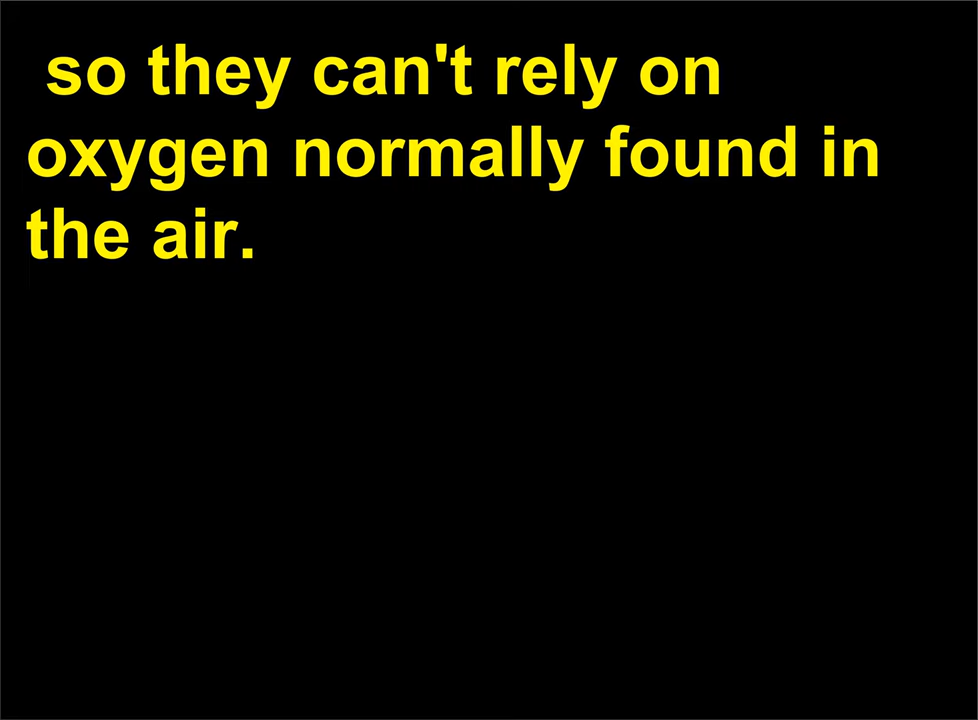 so they can't rely on
oxygen normally found in
the air.